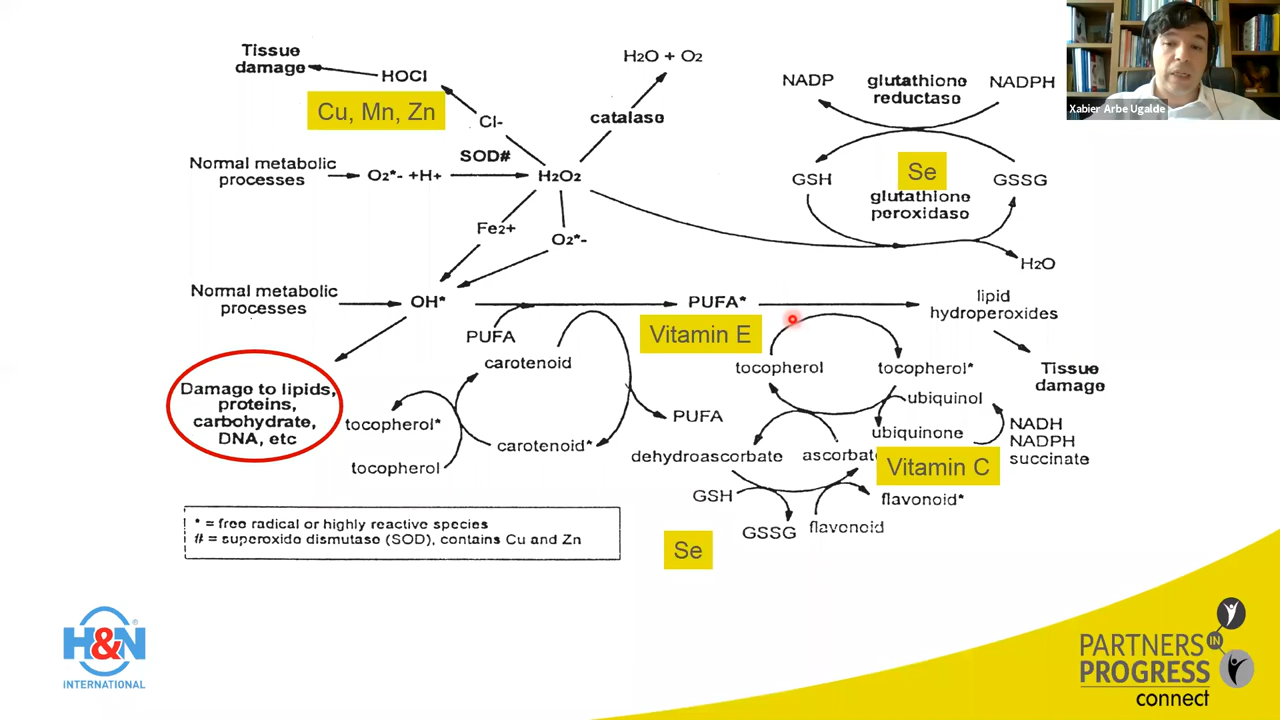 Tissue
damage
HOCl
H2O + O2
NADP
glutathione
reductase
NADPH
Xabier Arbe Ugalde
Cu, Mn, Zn
Cl-
catalase
SOD#
Normal metabolic
processes
O2*- +H+
H2O2
GSH
Se
GSSG
glutathione
peroxidase
Fe2+
O2*-
H2O
Normal metabolic
processes
OH*
PUFA*
lipid
hydroperoxides
PUFA
Vitamin E
carotenoid
tocopherol
tocopherol*
Tissue
damage
Damage to lipids,
proteins,
carbohydrate,
DNA, etc
tocopherol*
PUFA
ubiquinol
ubiquinone
NADH
NADPH
succinate
carotenoid*
tocopherol
dehydroascorbate
ascorbate
Vitamin C
GSH
GSSG
flavonoid
flavonoid*
* = free radical or highly reactive species
# = superoxide dismutase (SOD), contains Cu and Zn
Se
H&N
®
INTERNATIONAL
PARTNERS IN
PROGRESS
connect